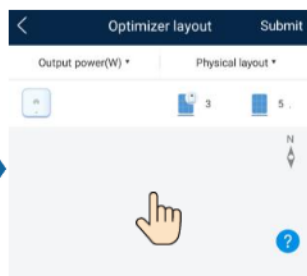 Optimizer layout Submit
Output power(W) Physical layout
3 5
N
?